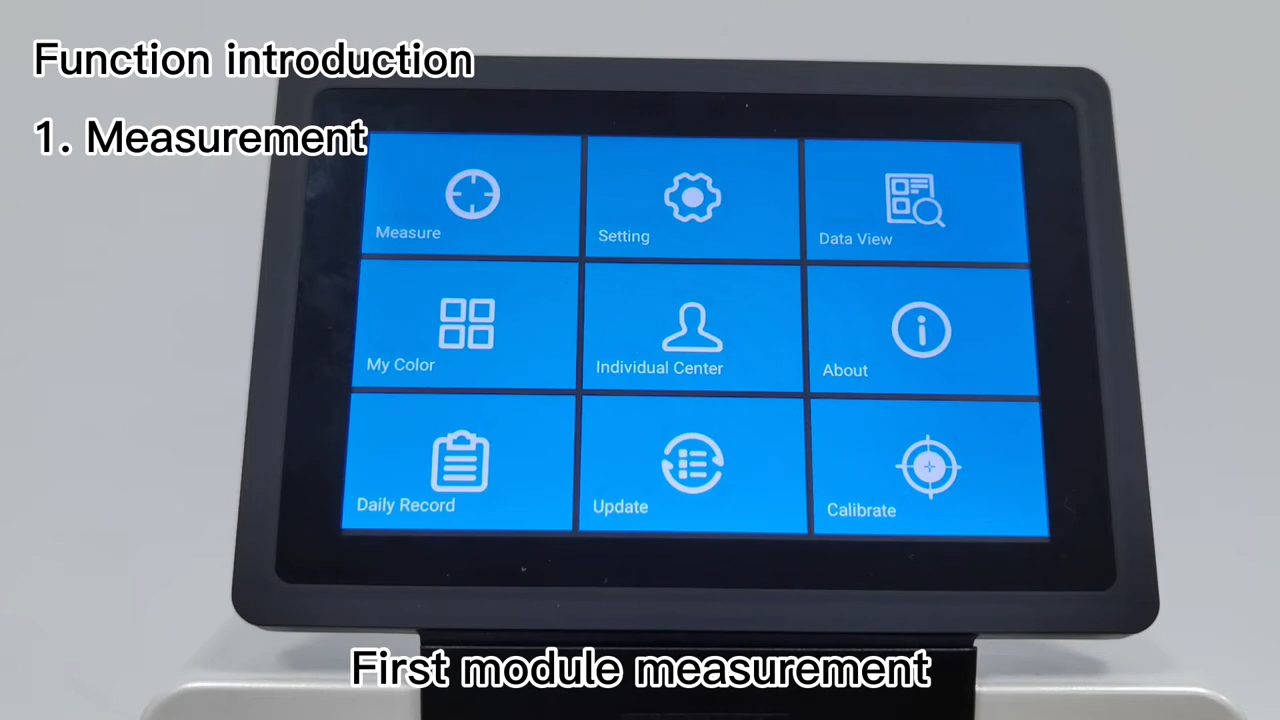 Function introduction
1. Measurement
Measure
Setting
Data View
My Color
Individual Center
About
Daily Record
Update
Calibrate
First module measurement